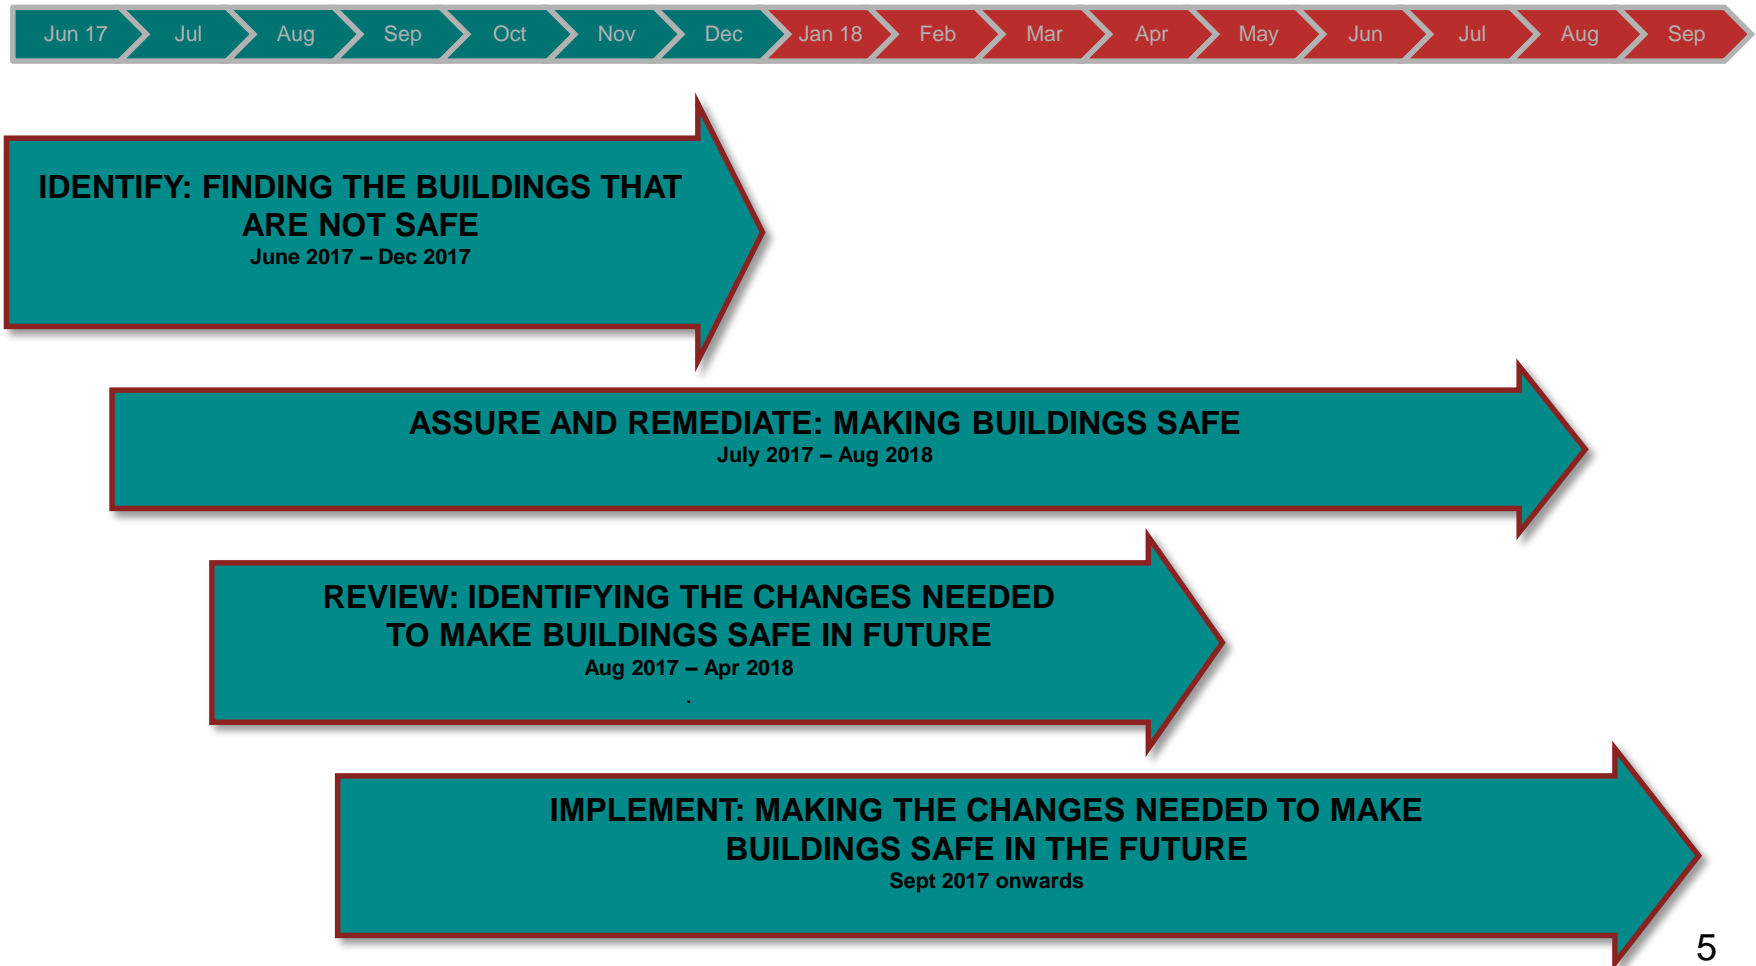 Jun 17 Jul Aug Sep Oct Nov Dec Jan 18 Feb Mar Apr May Jun Jul Aug Sep
IDENTIFY: FINDING THE BUILDINGS THAT
ARE NOT SAFE
June 2017 – Dec 2017
ASSURE AND REMEDIATE: MAKING BUILDINGS SAFE
July 2017 – Aug 2018
REVIEW: IDENTIFYING THE CHANGES NEEDED
TO MAKE BUILDINGS SAFE IN FUTURE
Aug 2017 – Apr 2018
.
IMPLEMENT: MAKING THE CHANGES NEEDED TO MAKE
BUILDINGS SAFE IN THE FUTURE
Sept 2017 onwards
5